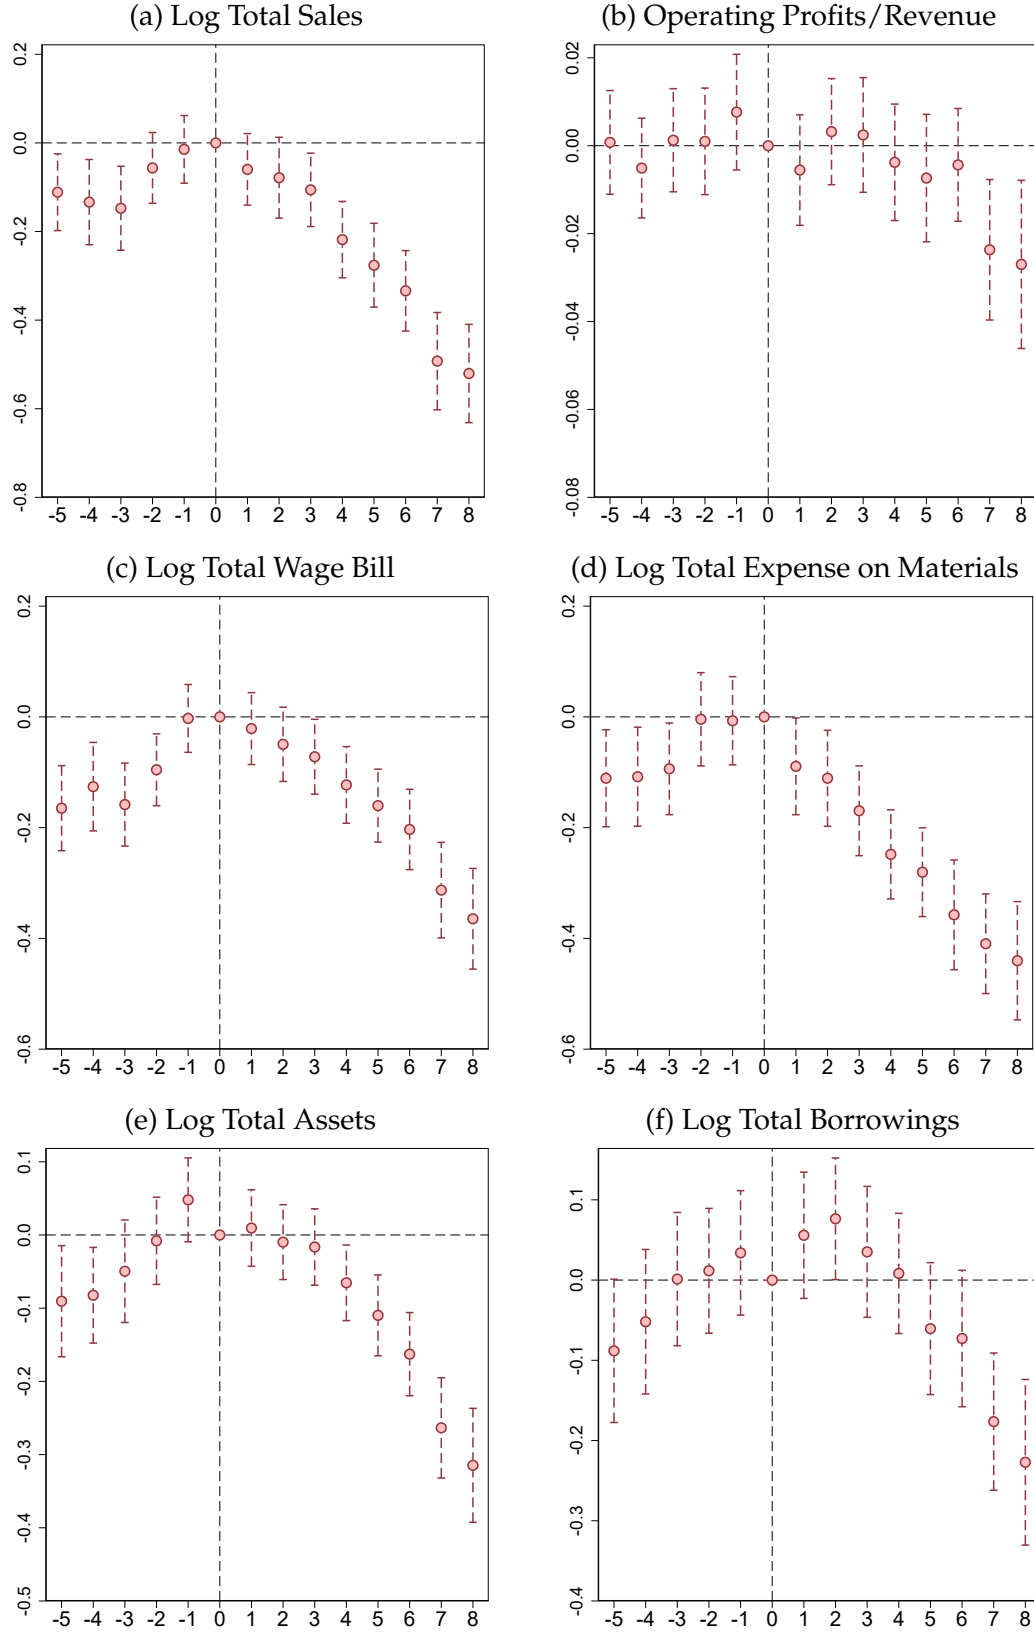 (a) Log Total Sales
0.2
0.0
-0.2
-0.4
-0.6
-0.8
-5 -4 -3 -2 -1 0 1 2 3 4 5 6 7 8
(b) Operating Profits/Revenue
0.02
0.00
-0.02
-0.04
-0.06
-0.08
-5 -4 -3 -2 -1 0 1 2 3 4 5 6 7 8
(c) Log Total Wage Bill
0.2
0.0
-0.2
-0.4
-0.6
-5 -4 -3 -2 -1 0 1 2 3 4 5 6 7 8
(d) Log Total Expense on Materials
0.2
0.0
-0.2
-0.4
-0.6
-5 -4 -3 -2 -1 0 1 2 3 4 5 6 7 8
(e) Log Total Assets
0.1
0.0
-0.1
-0.2
-0.3
-0.4
-0.5
-5 -4 -3 -2 -1 0 1 2 3 4 5 6 7 8
(f) Log Total Borrowings
0.1
0.0
-0.1
-0.2
-0.3
-0.4
-5 -4 -3 -2 -1 0 1 2 3 4 5 6 7 8